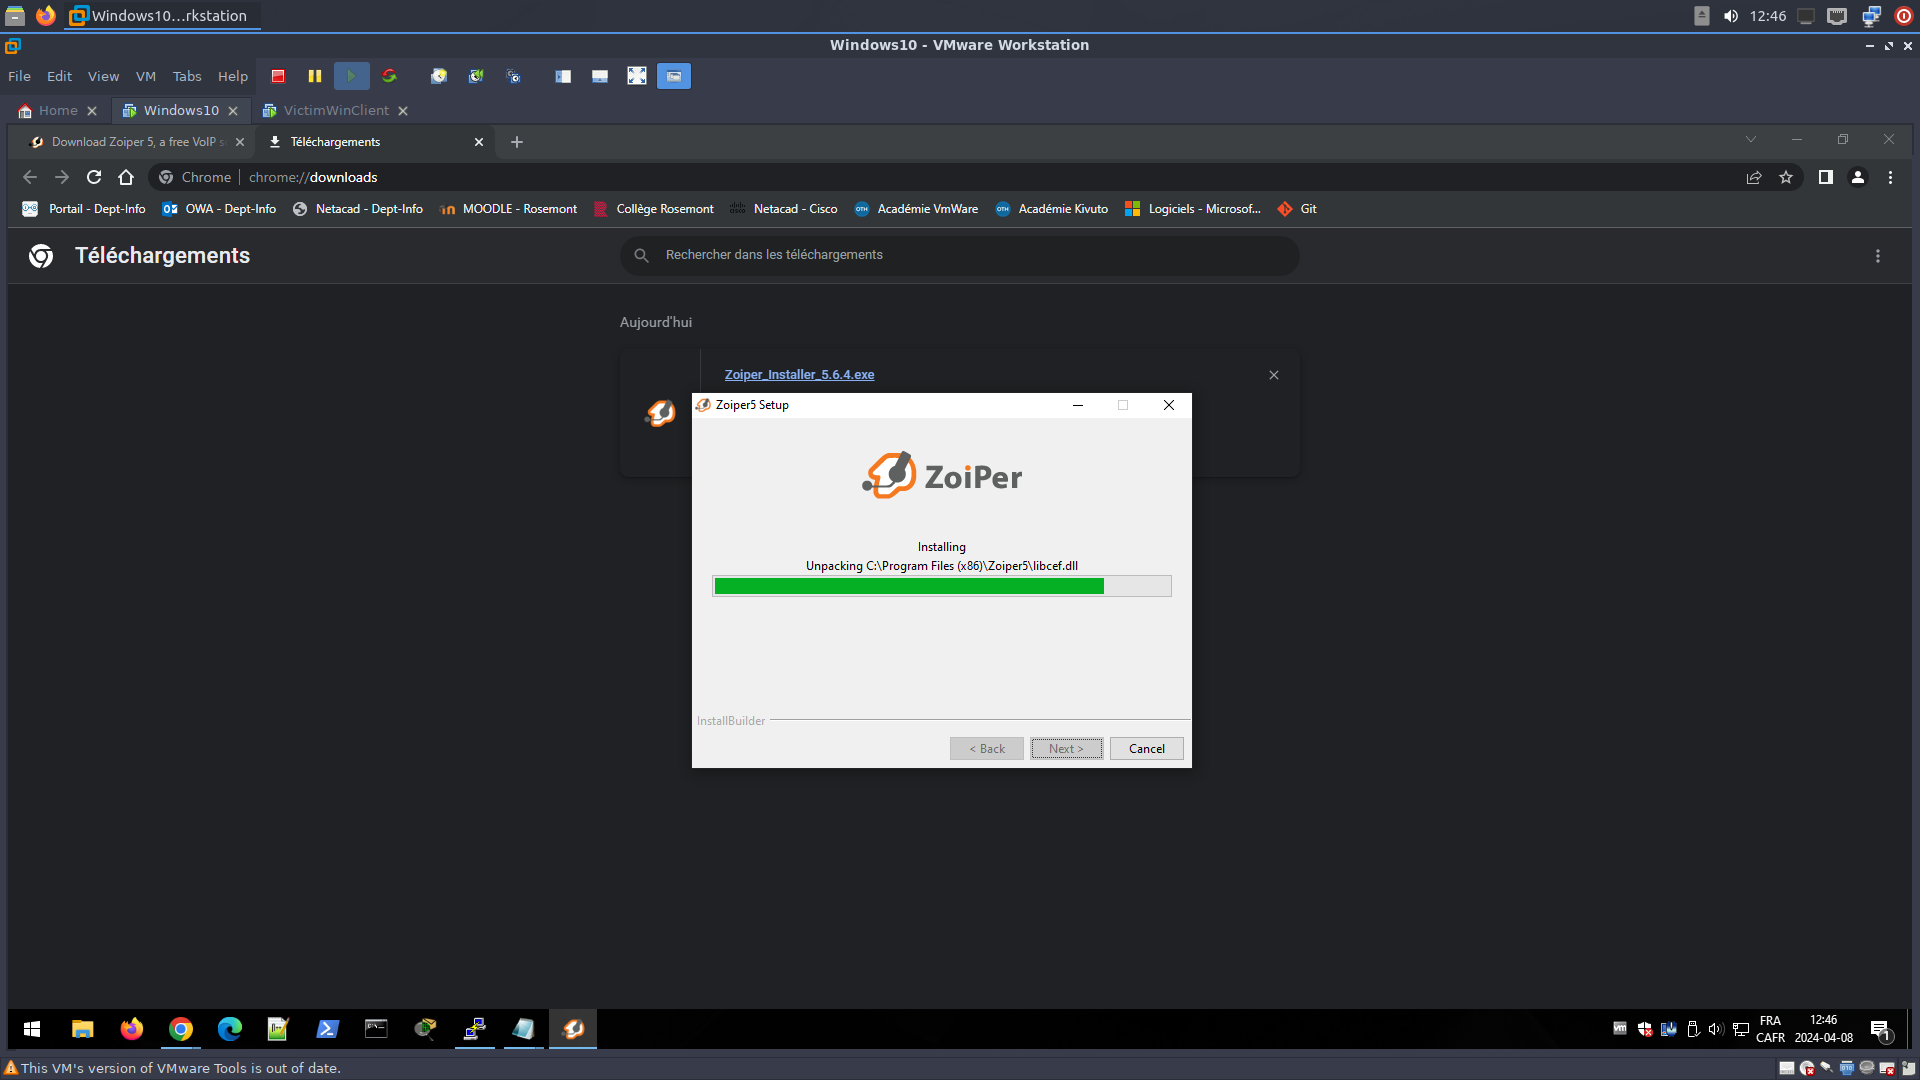 Windows10...rkstation
12:46
Windows10 - VMware Workstation
File Edit View VM Tabs Help
Home Windows10 VictimWinClient
Download Zoiper 5, a free VoIP s Téléchargements
Chrome chrome://downloads
Portail - Dept-Info OWA - Dept-Info Netacad - Dept-Info MOODLE - Rosemont Collège Rosemont Netacad - Cisco Académie VmWare Académie Kivuto Logiciels - Microsof... Git
Téléchargements
Rechercher dans les téléchargements
Aujourd'hui
Zoiper_Installer_5.6.4.exe
Zoiper5 Setup
ZoiPer
Installing
Unpacking C:\Program Files (x86)\Zoiper5\libcef.dll
InstallBuilder
< Back Next > Cancel
FRA 12:46
CAFR 2024-04-08
1
This VM's version of VMware Tools is out of date.